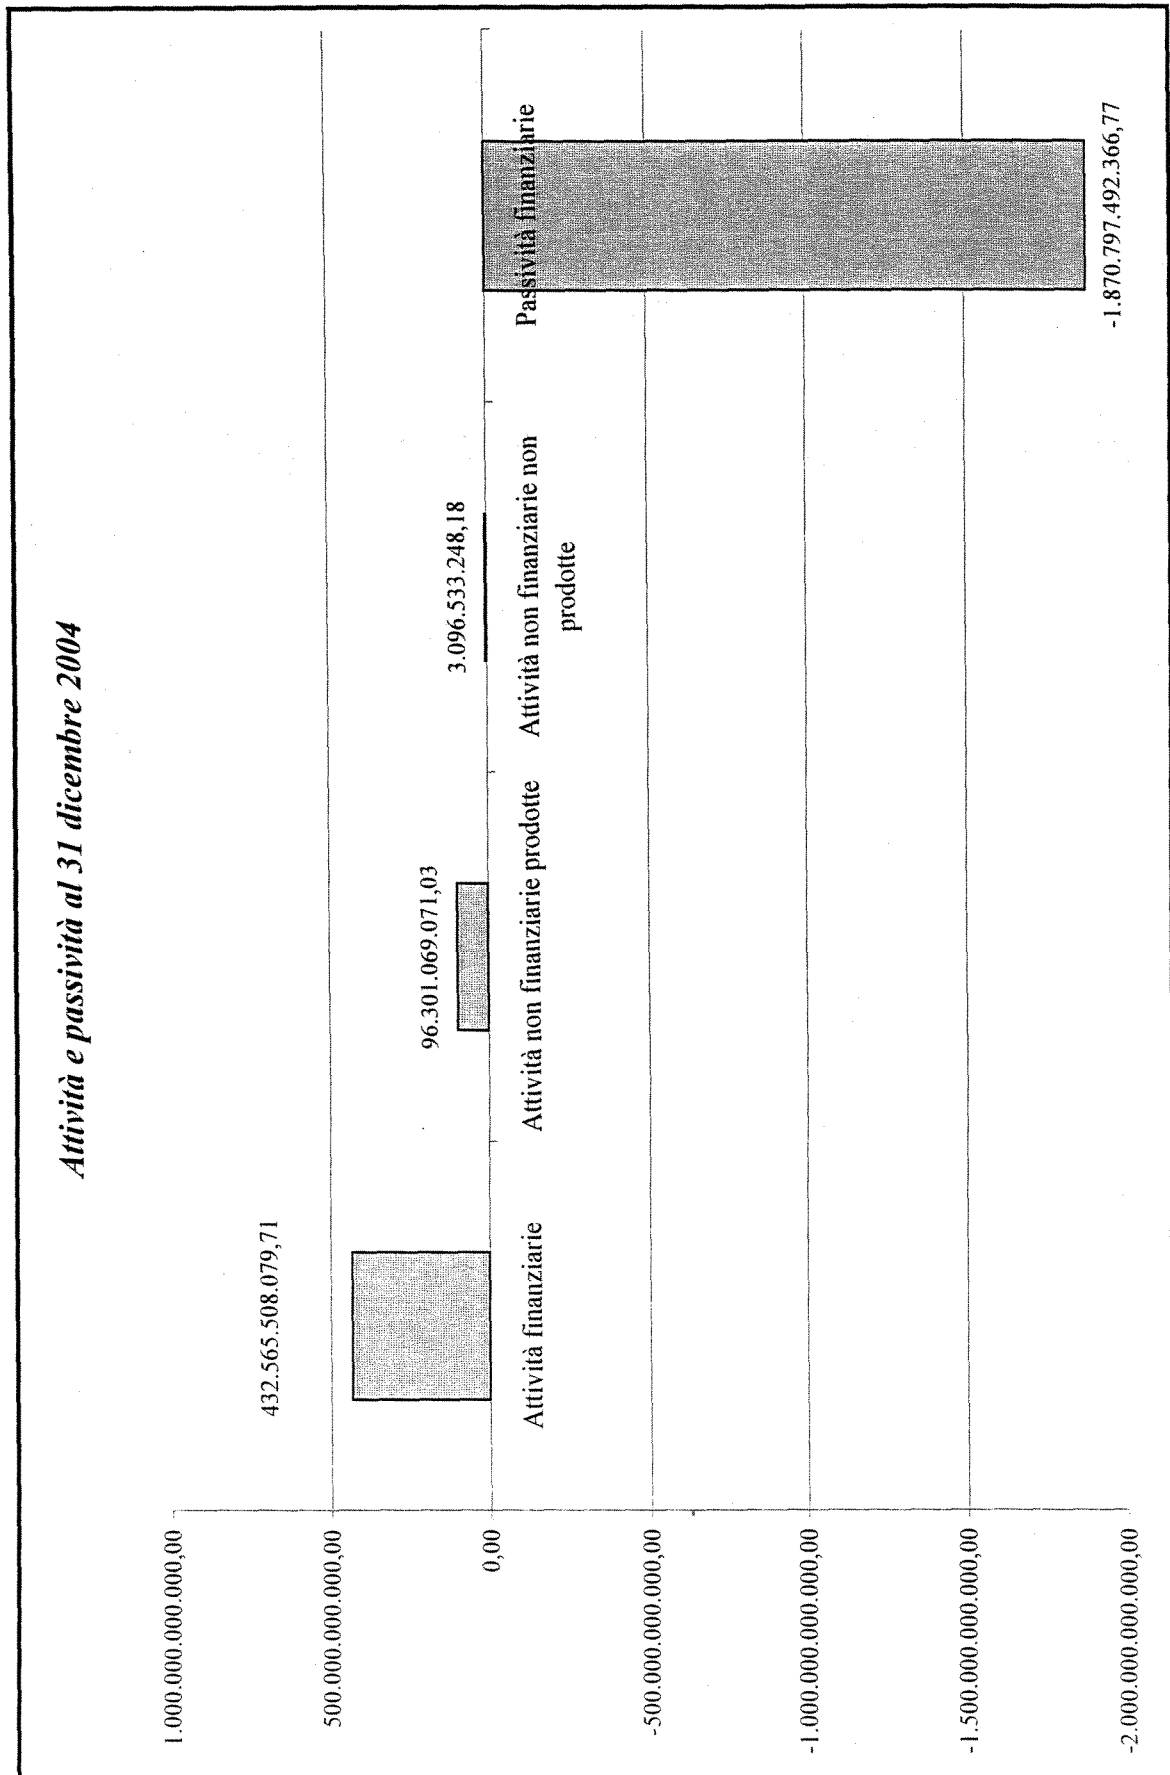 Attività e passività al 31 dicembre 2004
1.000.000.000.000,00
500.000.000.000,00
0,00
-500.000.000.000,00
-1.000.000.000.000,00
-1.500.000.000.000,00
-2.000.000.000.000,00
432.565.508.079,71
96.301.069.071,03
3.096.533.248,18
-1.870.797.492.366,77
Attività finanziarie
Attività non finanziarie prodotte
Attività non finanziarie non
prodotte
Passività finanziarie